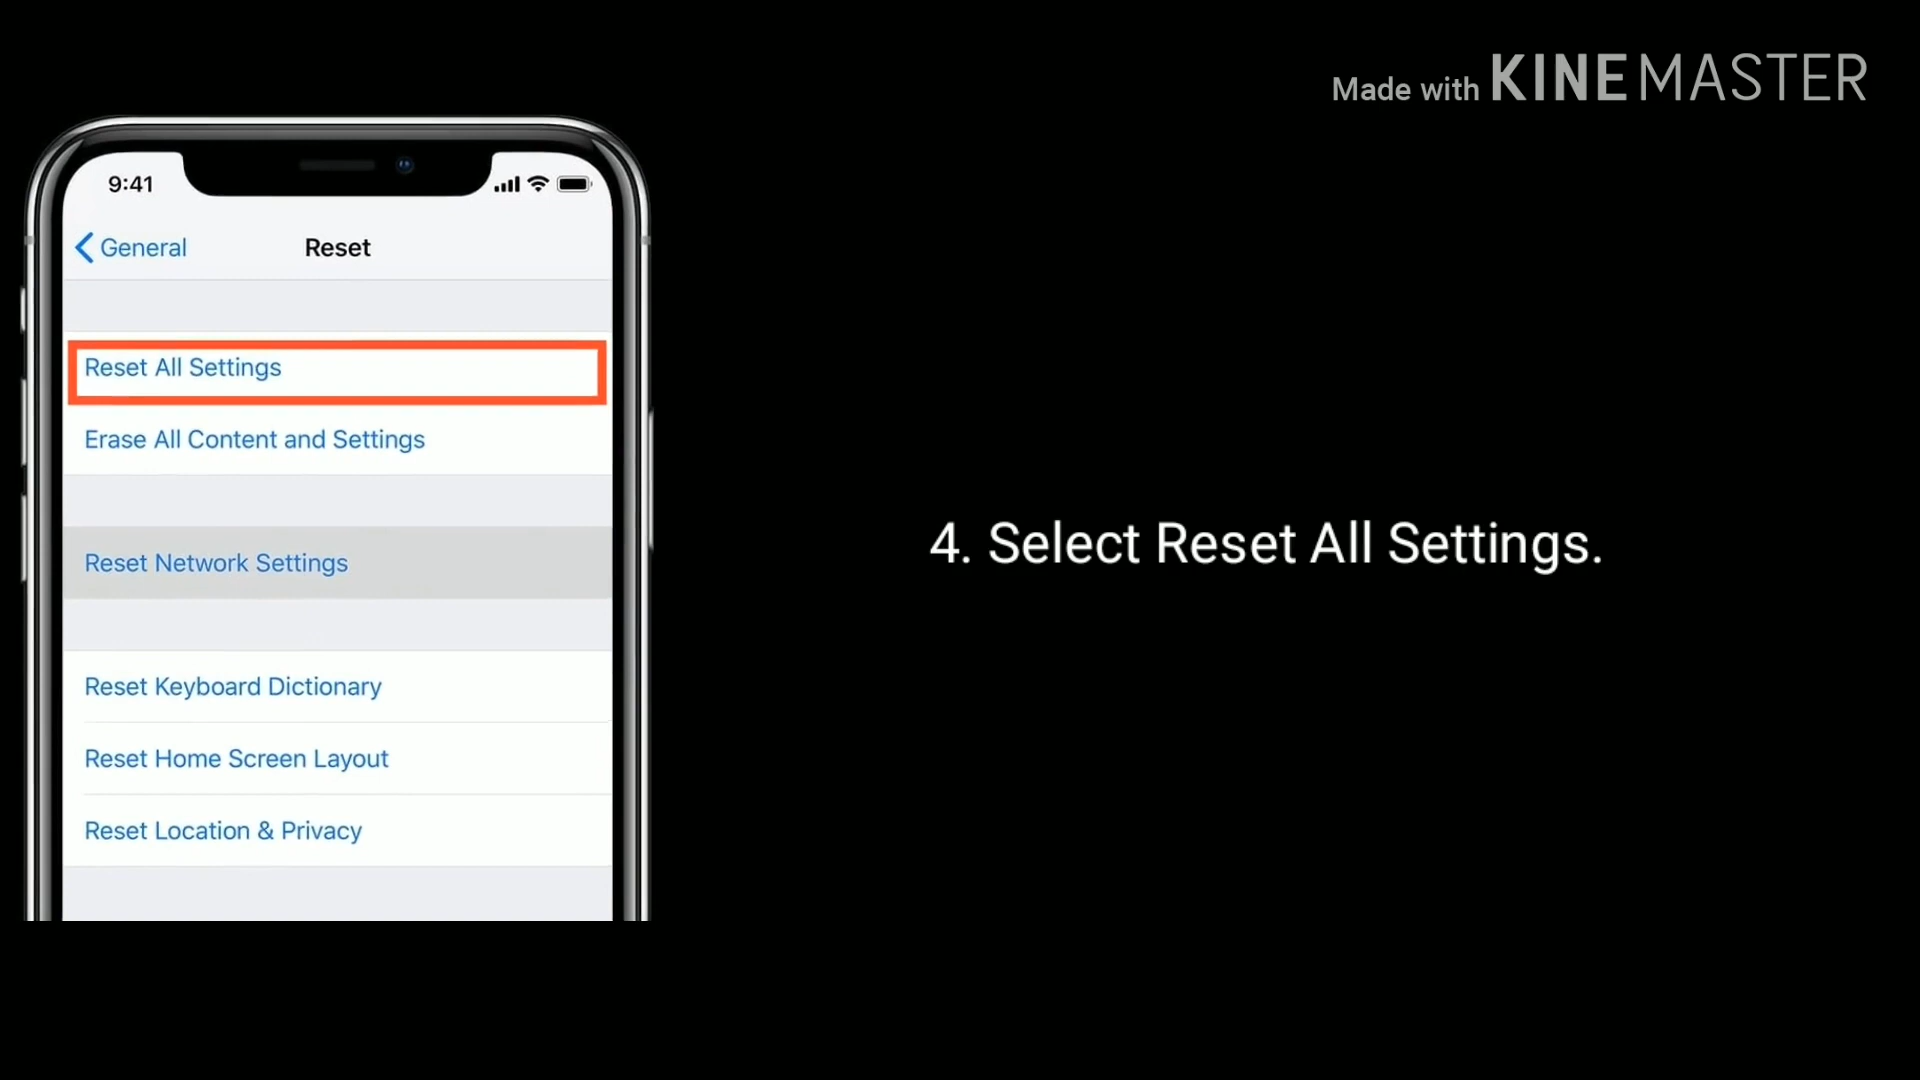 Made with KINEMASTER
9:41
General
Reset
Reset All Settings
Erase All Content and Settings
Reset Network Settings
Reset Keyboard Dictionary
Reset Home Screen Layout
Reset Location & Privacy
4. Select Reset All Settings.